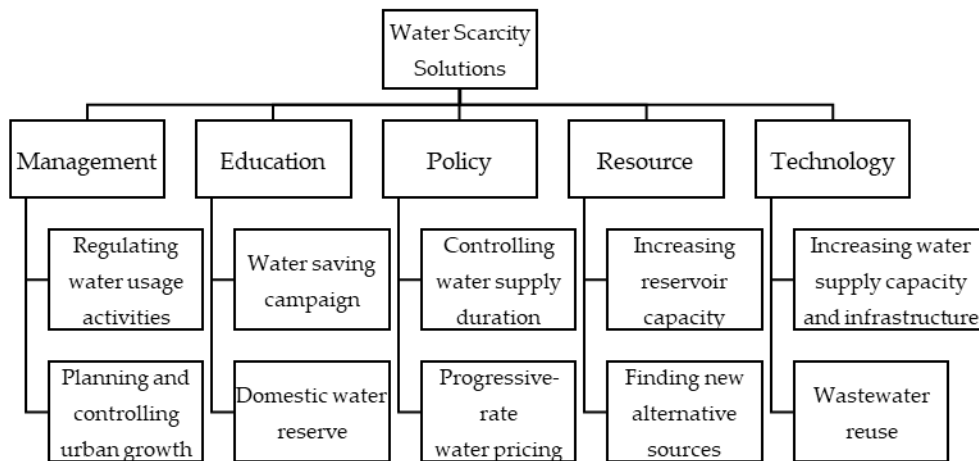 Water Scarcity
Solutions
Management
Education
Policy
Resource
Technology
Regulating
water usage
activities
Water saving
campaign
Controlling
water supply
duration
Increasing
reservoir
capacity
Increasing water
supply capacity
and infrastructure
Planning and
controlling
urban growth
Domestic water
reserve
Progressive-
rate
water pricing
Finding new
alternative
sources
Wastewater
reuse